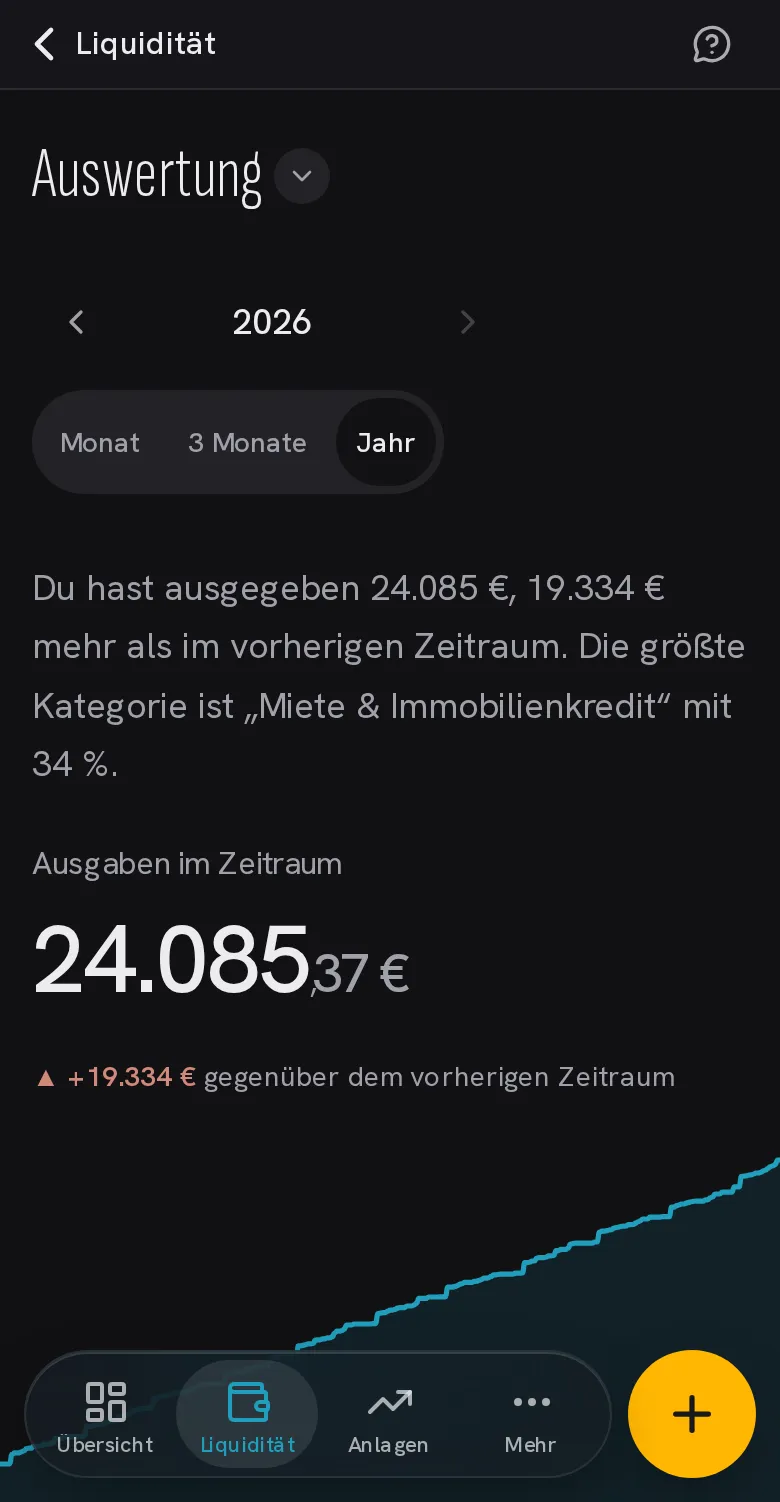 Liquidität
Auswertung
2026
Monat 3 Monate Jahr
Du hast ausgegeben 24.085 €, 19.334 €
mehr als im vorherigen Zeitraum. Die größte
Kategorie ist „Miete & Immobilienkredit“ mit
34 %.
Ausgaben im Zeitraum
24.085,37 €
▲ +19.334 € gegenüber dem vorherigen Zeitraum
Übersicht Liquidität Anlagen Mehr